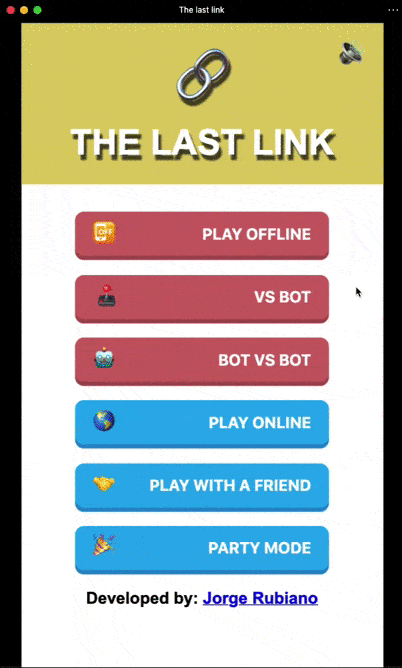 The last link
THE LAST LINK
OFF
PLAY OFFLINE
VS BOT
BOT VS BOT
PLAY ONLINE
PLAY WITH A FRIEND
PARTY MODE
Developed by: Jorge Rubiano